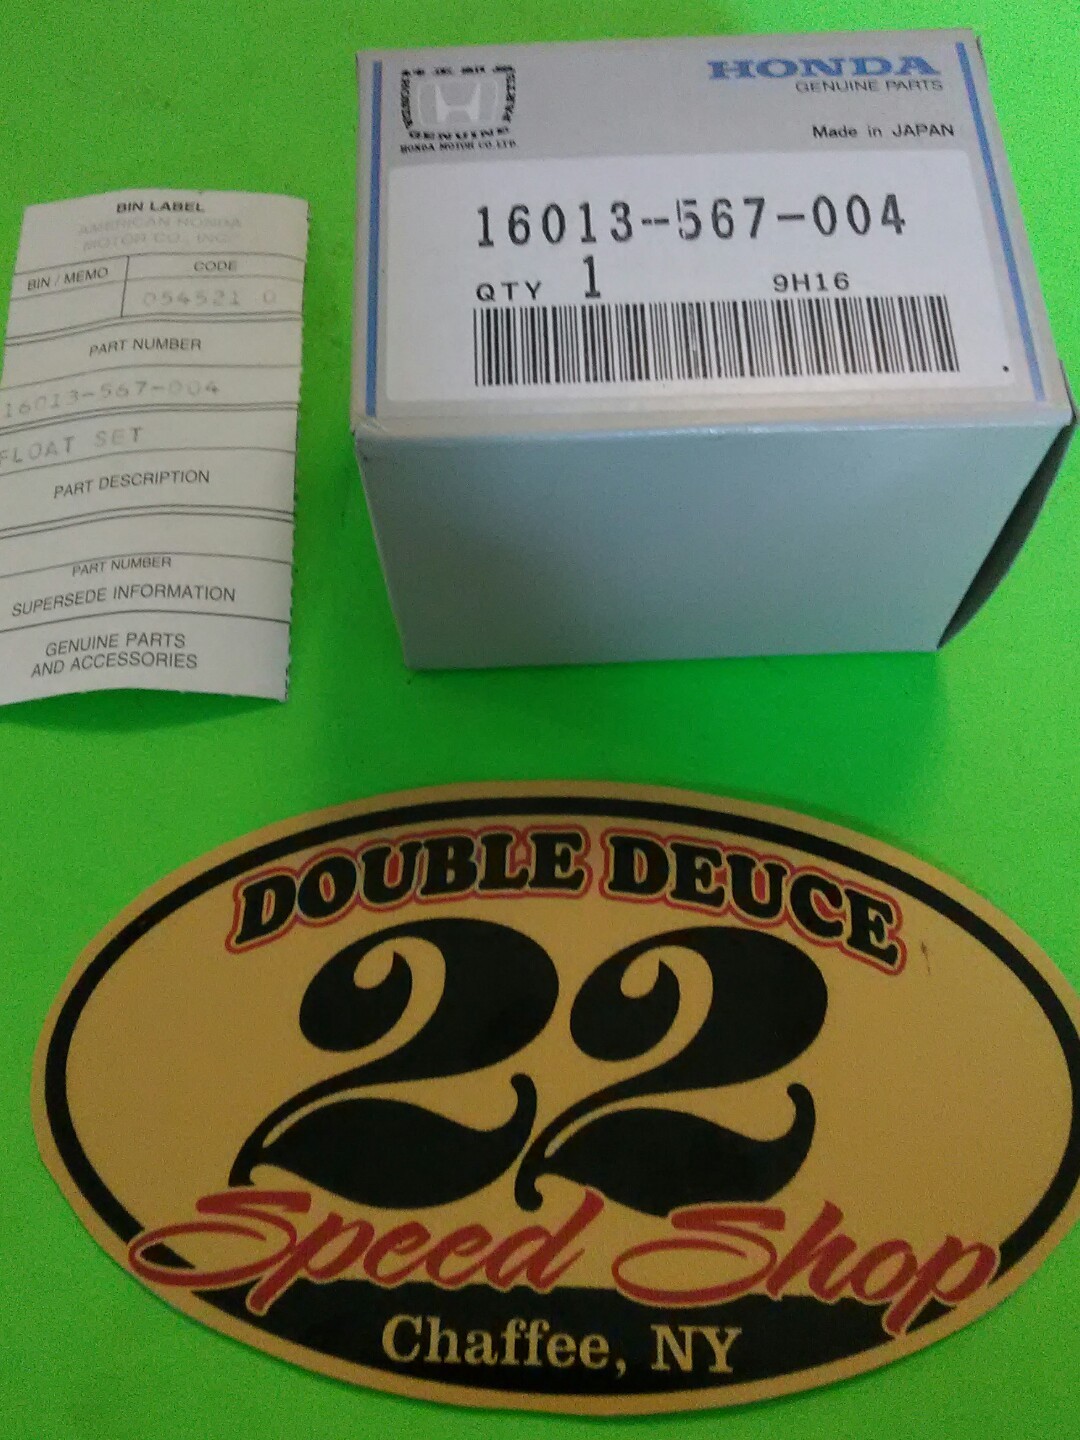 BIN LABEL
AMERICAN HONDA
MOTOR CO., INC.
BIN / MEMO
CODE
054521 0
PART NUMBER
16013-567-004
FLOAT SET
PART DESCRIPTION
PART NUMBER
SUPERSEDE INFORMATION
GENUINE PARTS
AND ACCESSORIES
HONDA GENUINE PARTS
HONDA MOTOR CO. LTD.
HONDA
GENUINE PARTS
Made in JAPAN
16013-567-004
QTY 1 9H16
DOUBLE DEUCE
22
Speed Shop
Chaffee, NY